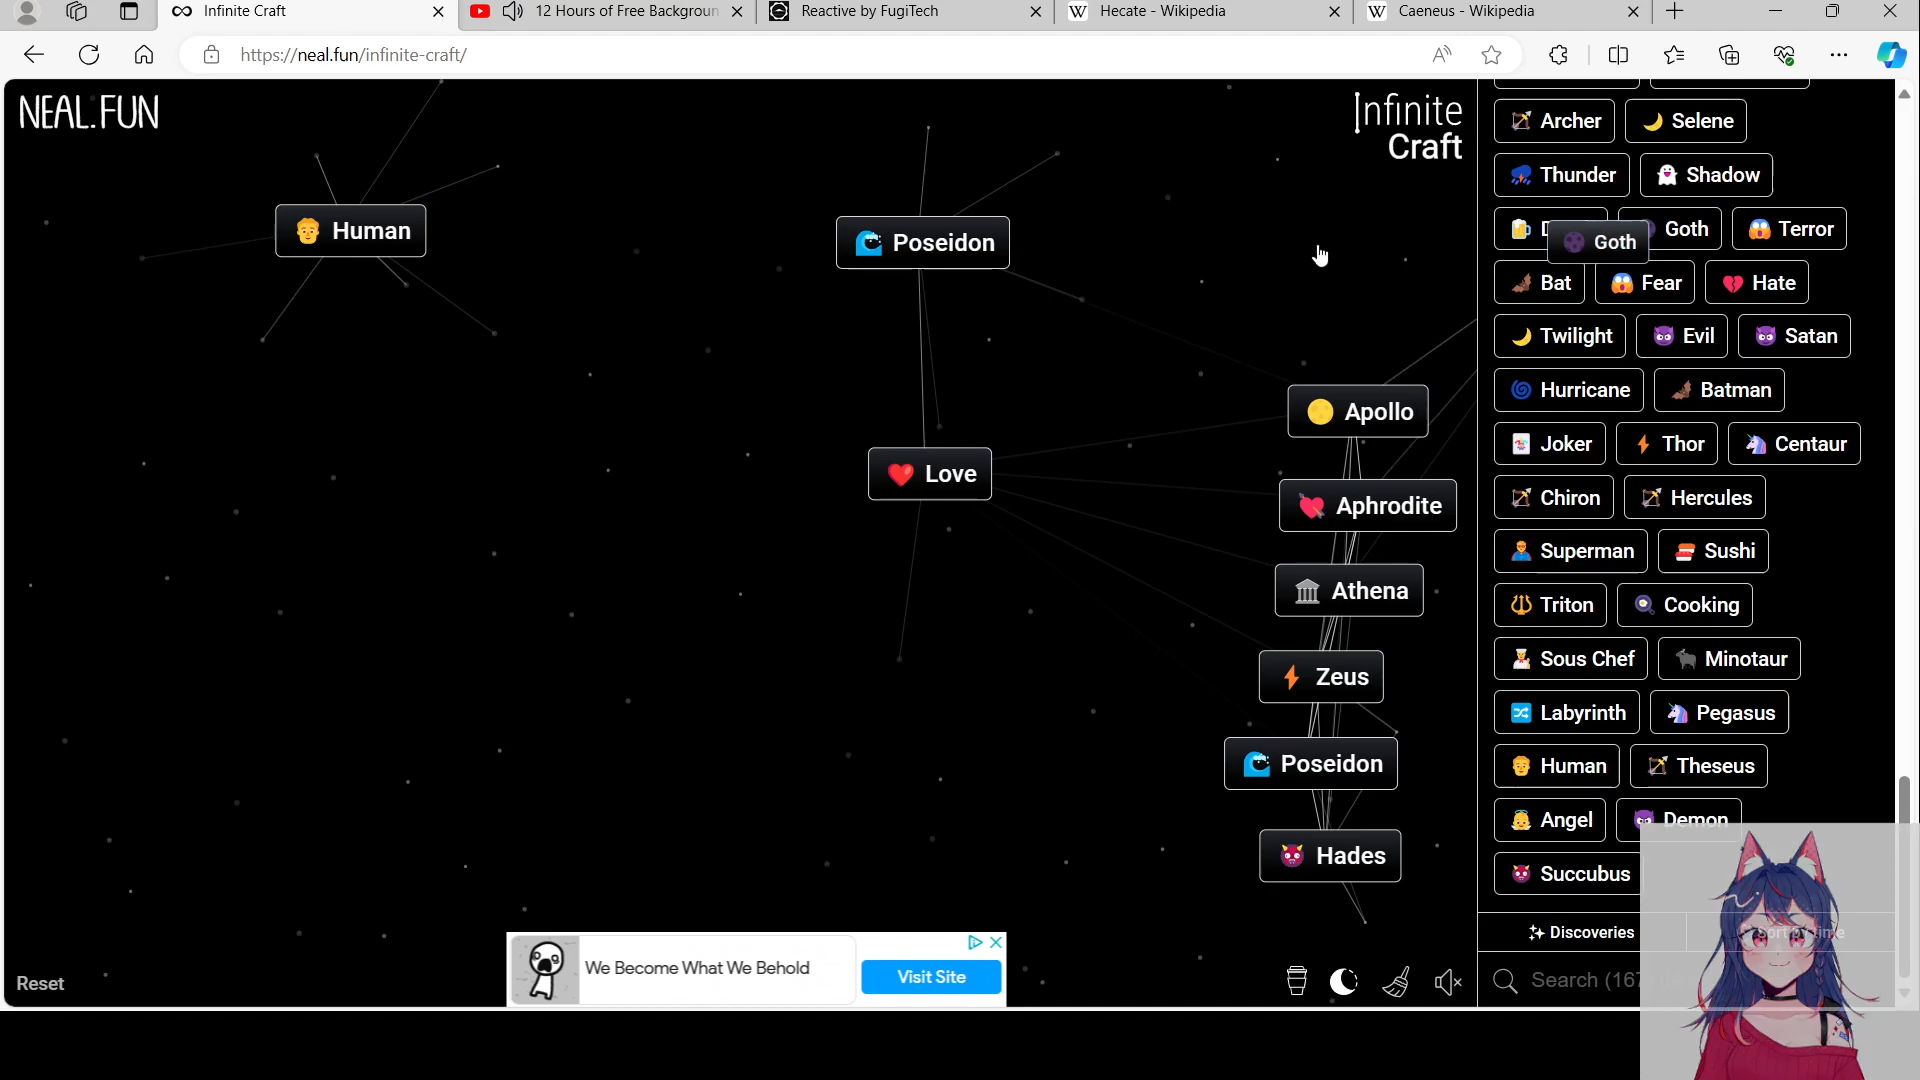 Infinite Craft
12 Hours of Free Backgroun
Reactive by FugiTech
Hecate - Wikipedia
Caeneus - Wikipedia
https://neal.fun/infinite-craft/
NEAL.FUN
Infinite
Craft
Human
Poseidon
Love
Apollo
Aphrodite
Athena
Zeus
Poseidon
Hades
Archer
Selene
Thunder
Shadow
Goth
Goth
Terror
Bat
Fear
Hate
Twilight
Evil
Satan
Hurricane
Batman
Joker
Thor
Centaur
Chiron
Hercules
Superman
Sushi
Triton
Cooking
Sous Chef
Minotaur
Labyrinth
Pegasus
Human
Theseus
Angel
Demon
Succubus
Discoveries
Sort by time
Search (167
We Become What We Behold
Visit Site
Reset